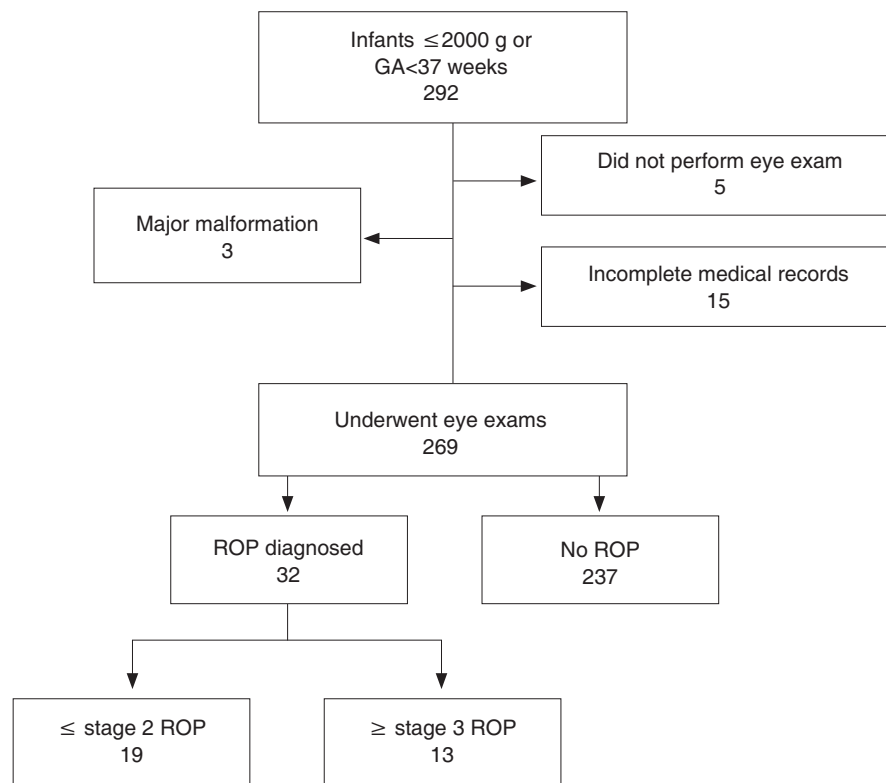 Infants ≤2000 g or
GA<37 weeks
292
Did not perform eye exam
5
Major malformation
3
Incomplete medical records
15
Underwent eye exams
269
ROP diagnosed
32
No ROP
237
≤ stage 2 ROP
19
≥ stage 3 ROP
13